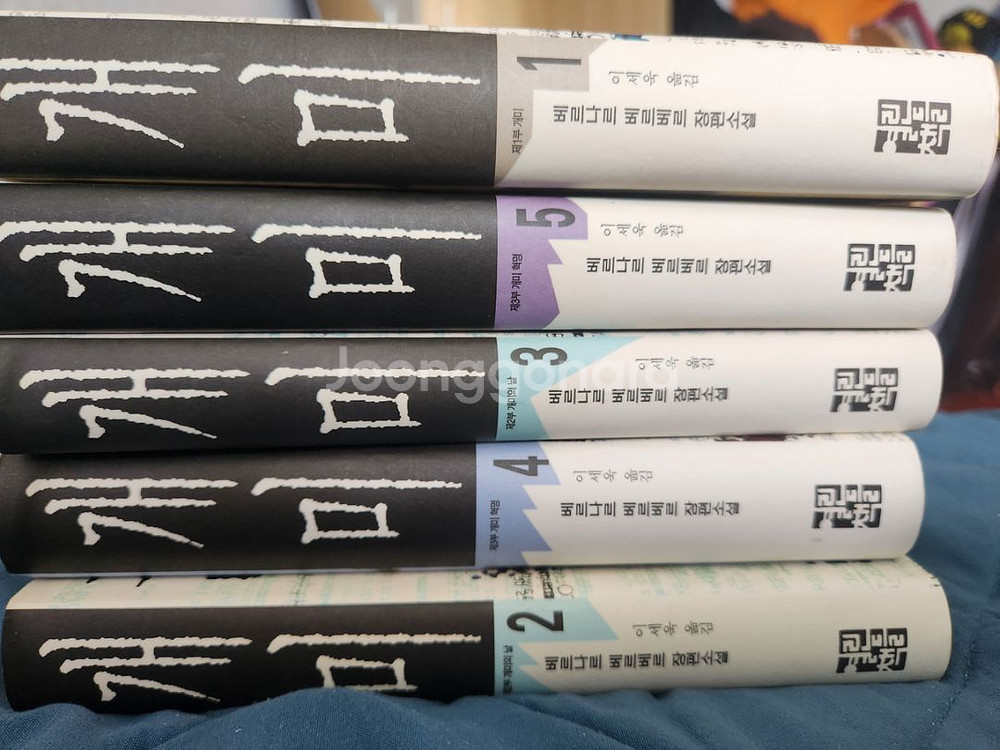 개미
1
제1부 개미
이세욱 옮김
베르나르 베르베르 장편소설
열린책들
개미
5
제3부 개미 혁명
이세욱 옮김
베르나르 베르베르 장편소설
열린책들
개미
3
제2부 개미의 날
이세욱 옮김
베르나르 베르베르 장편소설
열린책들
Joonggonara
개미
4
제3부 개미 혁명
이세욱 옮김
베르나르 베르베르 장편소설
열린책들
개미
2
제2부 개미의 날
이세욱 옮김
베르나르 베르베르 장편소설
열린책들